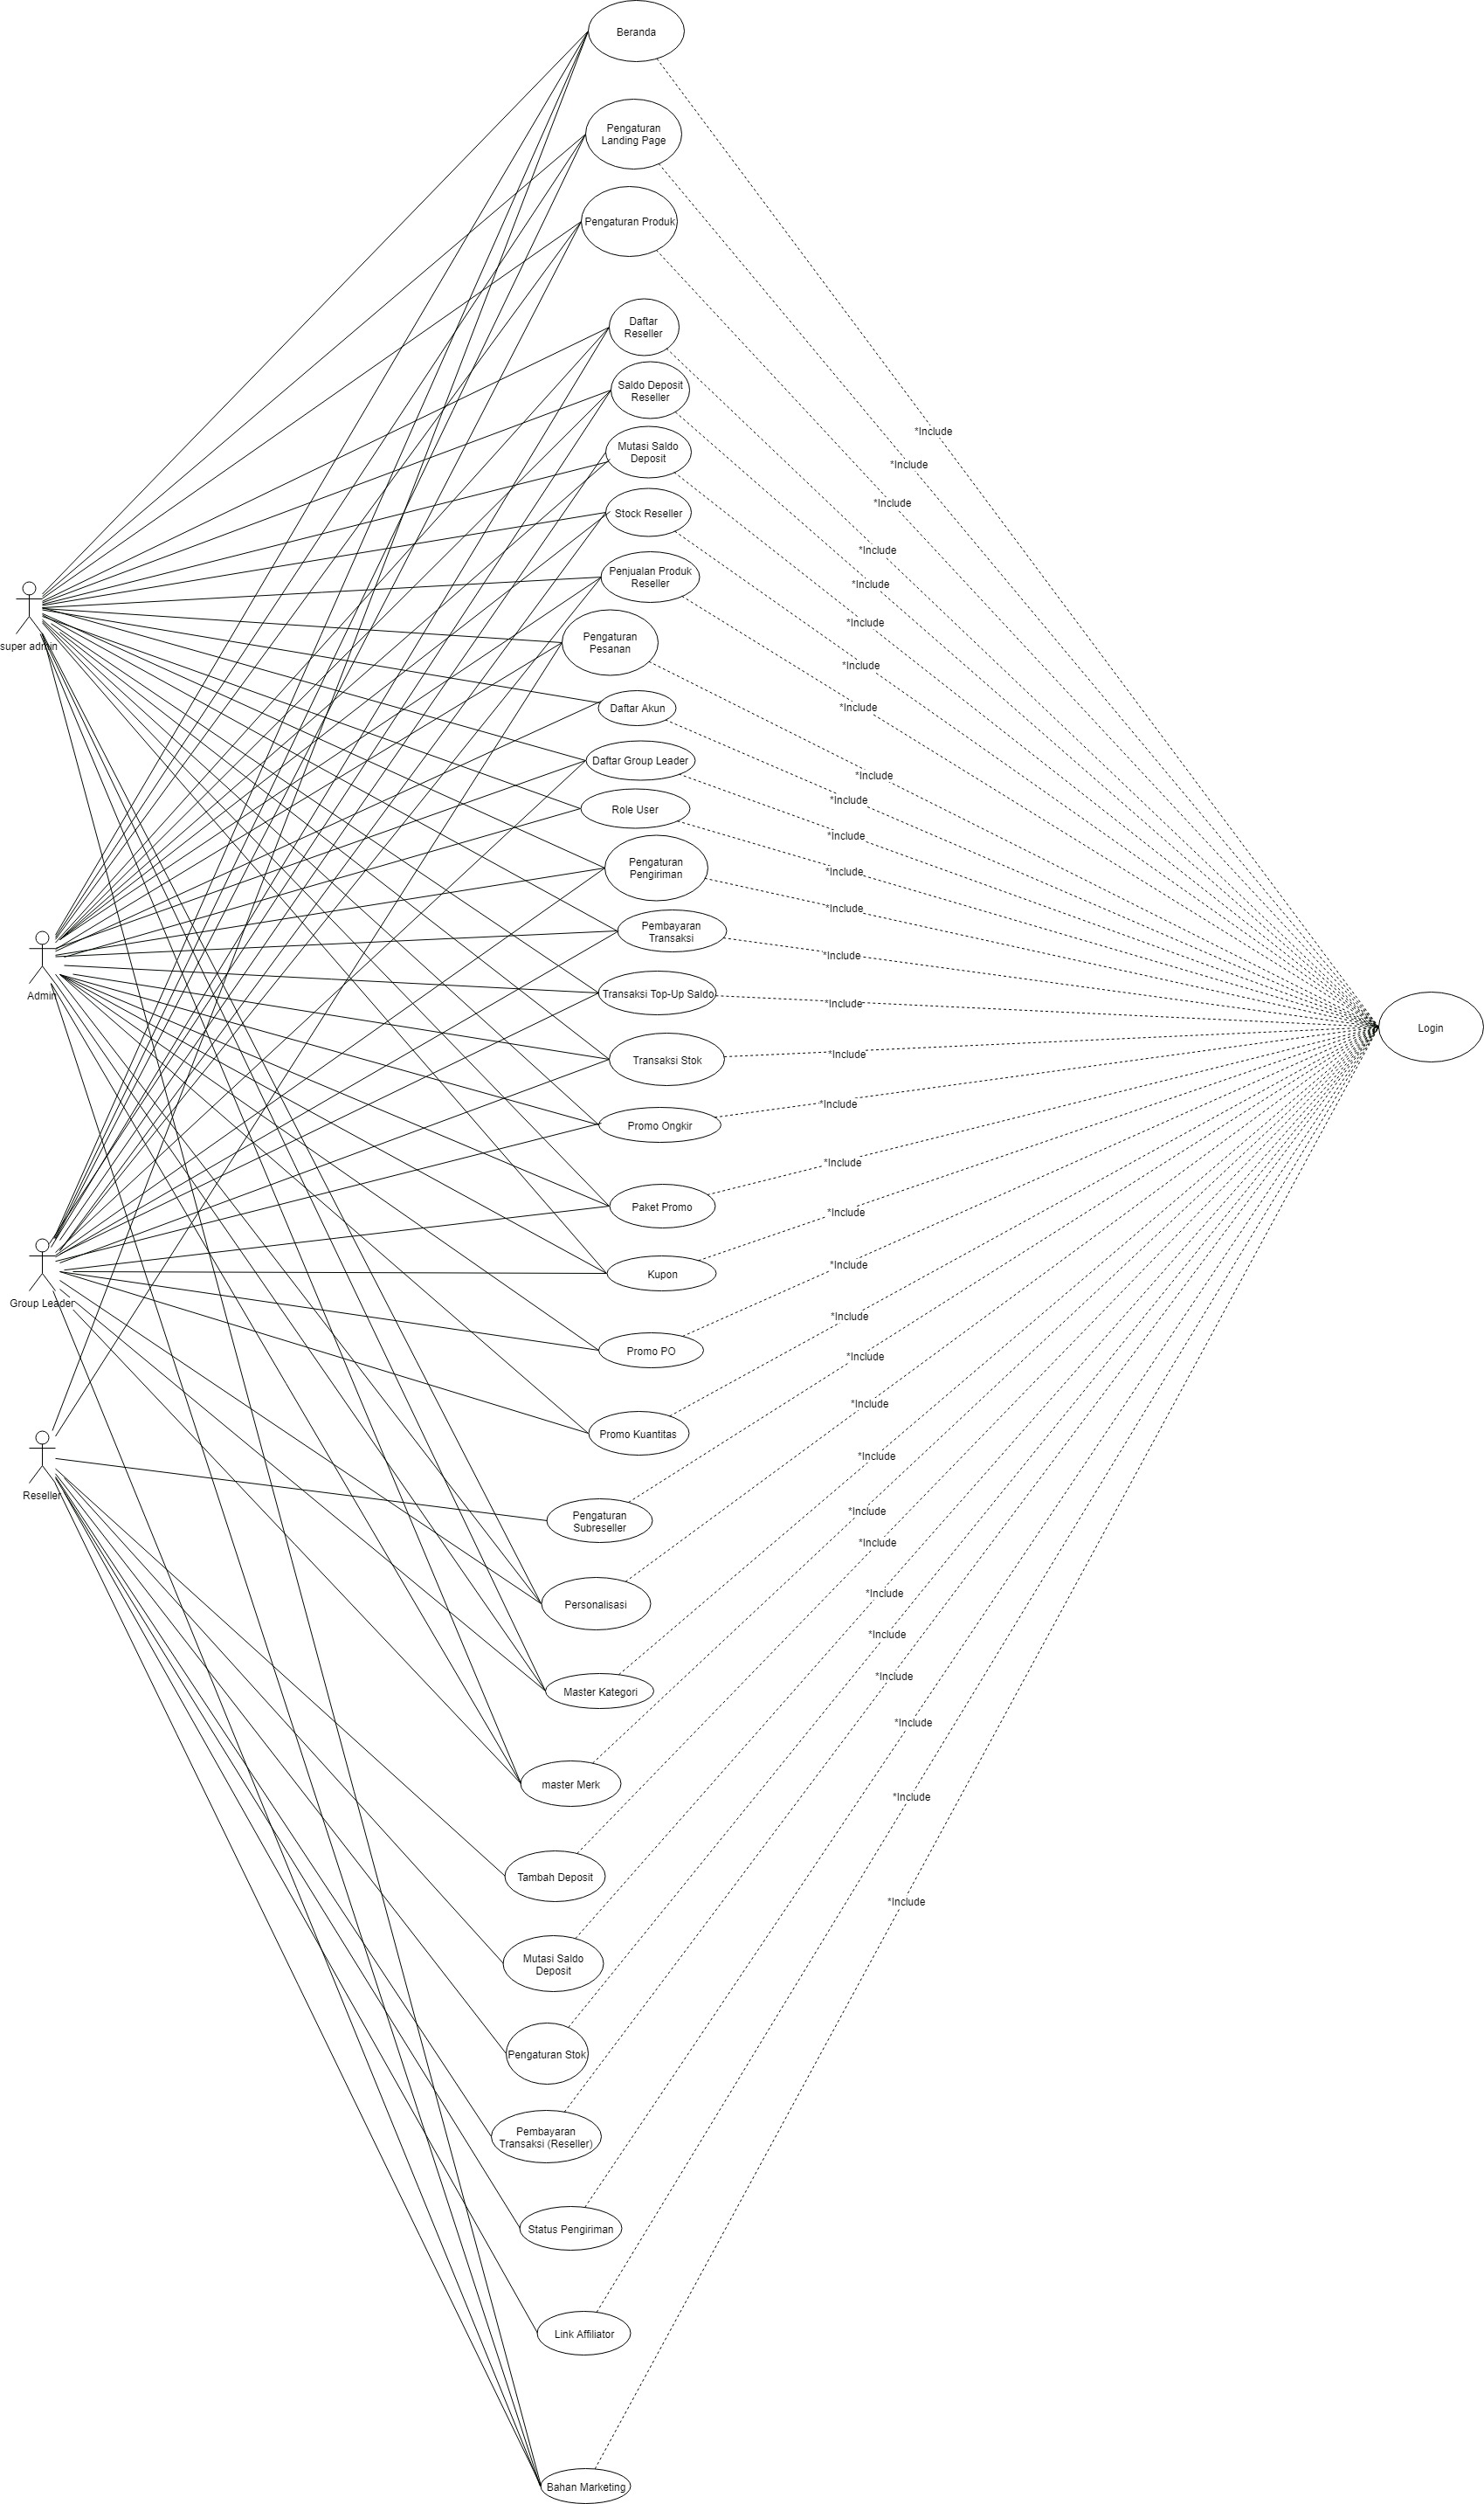 Beranda
Pengaturan
Landing Page
Pengaturan Produk
Daftar
Reseller
Saldo Deposit
Reseller
*Include
Mutasi Saldo
Deposit
*Include
Stock Reseller
*Include
*Include
Penjualan Produk
Reseller
*Include
*Include
Pengaturan
Pesanan
super admin
*Include
Daftar Akun
*Include
Daftar Group Leader
*Include
Role User
*Include
*Include
Pengaturan
Pengiriman
*Include
*Include
Pembayaran
Transaksi
*Include
Admin
Transaksi Top-Up Saldo
*Include
Login
Transaksi Stok
*Include
Promo Ongkir
*Include
*Include
Paket Promo
*Include
Kupon
*Include
Group Leader
*Include
Promo PO
*Include
*Include
Promo Kuantitas
*Include
Reseller
Pengaturan
Subreseller
*Include
*Include
Personalisasi
*Include
*Include
Master Kategori
*Include
*Include
master Merk
*Include
Tambah Deposit
*Include
Mutasi Saldo
Deposit
Pengaturan Stok
Pembayaran
Transaksi (Reseller)
Status Pengiriman
Link Affiliator
Bahan Marketing